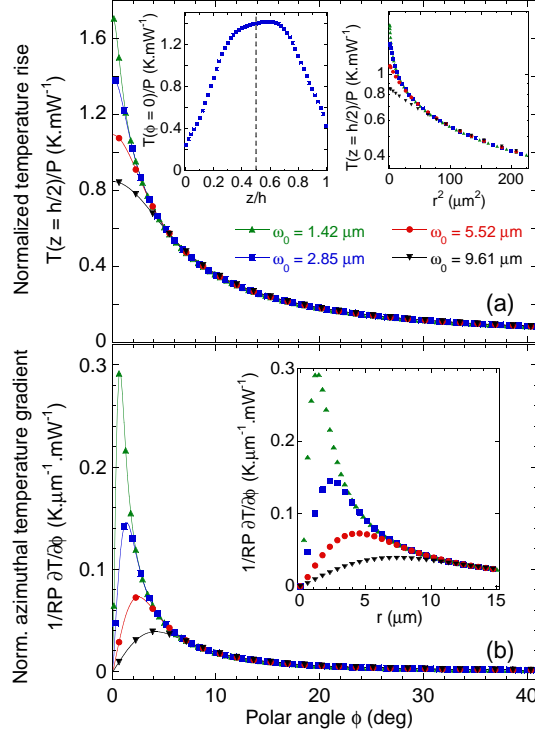 Normalized temperature rise
T(z = h/2)/P (K.mW⁻¹)
1.6
1.2
0.8
0.4
0
T(ϕ = 0)/P (K.mW⁻¹)
1.4
1
0.6
0.2
0 0.2 0.4 0.6 0.8 1
z/h
T(z = h/2)/P (K.mW⁻¹)
1.6
1.2
0.8
0.4
0 100 200
r² (μm²)
ω₀ = 1.42 μm
ω₀ = 5.52 μm
ω₀ = 2.85 μm
ω₀ = 9.61 μm
(a)
Norm. azimuthal temperature gradient
1/RP ∂T/∂ϕ (K.μm⁻¹.mW⁻¹)
0.3
0.2
0.1
0
1/RP ∂T/∂ϕ (K.μm⁻¹.mW⁻¹)
0.3
0.2
0.1
0
0 5 10 15
r (μm)
(b)
0 10 20 30 40
Polar angle ϕ (deg)